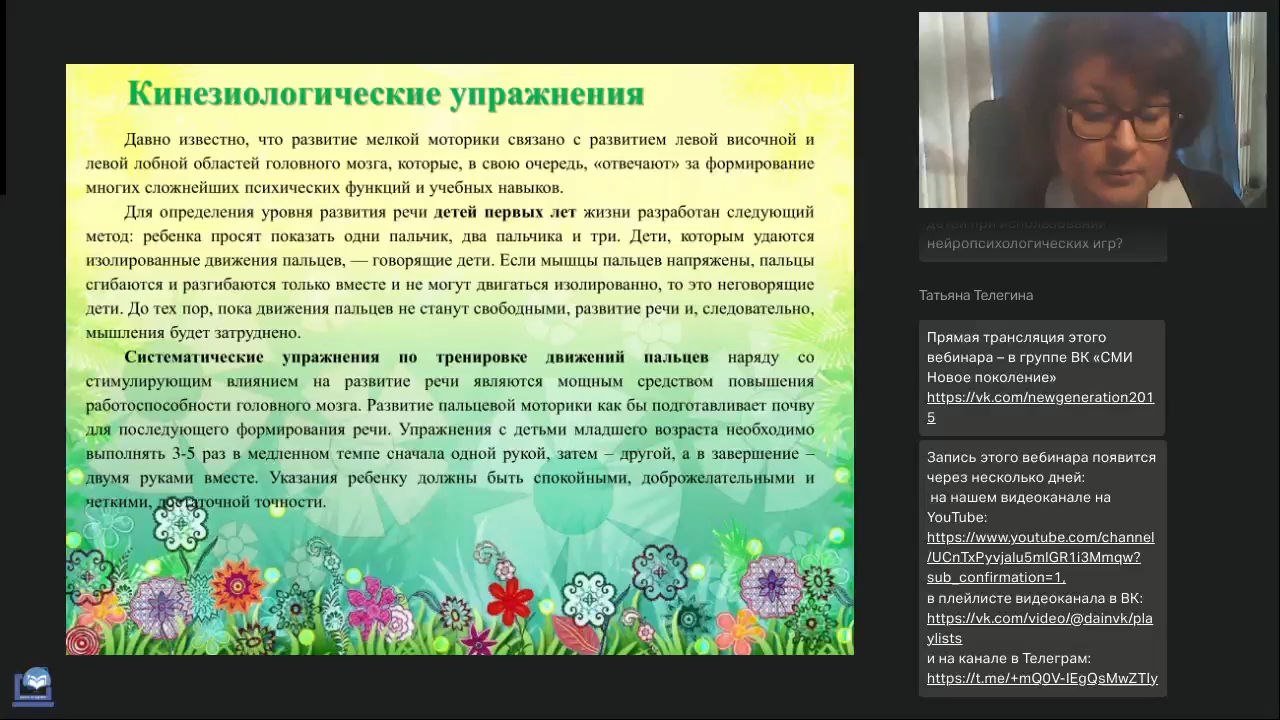 Кинезиологические упражнения
Давно известно, что развитие мелкой моторики связано с развитием левой височной и
левой лобной областей головного мозга, которые, в свою очередь, «отвечают» за формирование
многих сложнейших психических функций и учебных навыков.
Для определения уровня развития речи детей первых лет жизни разработан следующий
метод: ребенка просят показать одни пальчик, два пальчика и три. Дети, которым удаются
изолированные движения пальцев, — говорящие дети. Если мышцы пальцев напряжены, пальцы
сгибаются и разгибаются только вместе и не могут двигаться изолированно, то это неговорящие
дети. До тех пор, пока движения пальцев не станут свободными, развитие речи и, следовательно,
мышления будет затруднено.
Систематические упражнения по тренировке движений пальцев наряду со
стимулирующим влиянием на развитие речи являются мощным средством повышения
работоспособности головного мозга. Развитие пальцевой моторики как бы подготавливает почву
для последующего формирования речи. Упражнения с детьми младшего возраста необходимо
выполнять 3-5 раз в медленном темпе сначала одной рукой, затем – другой, а в завершение –
двумя руками вместе. Указания ребенку должны быть спокойными, доброжелательными и
четкими, достаточной точности.
детей при использовании
нейропсихологических игр?
Татьяна Телегина
Прямая трансляция этого
вебинара – в группе ВК «СМИ
Новое поколение»
https://vk.com/newgeneration201
5
Запись этого вебинара появится
через несколько дней:
на нашем видеоканале на
YouTube:
https://www.youtube.com/channel
/UCnTxPyvjalu5mlGR1i3Mmqw?
sub_confirmation=1,
в плейлисте видеоканала в ВК:
https://vk.com/video/@dainvk/pla
ylists
и на канале в Телеграм:
https://t.me/+mQ0V-IEgQsMwZTIy